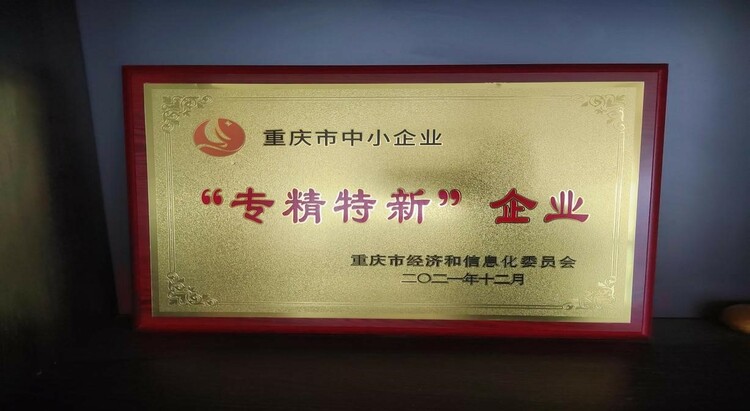 重庆市中小企业
“专精特新”企业
重庆市经济和信息化委员会
二〇二一年十二月